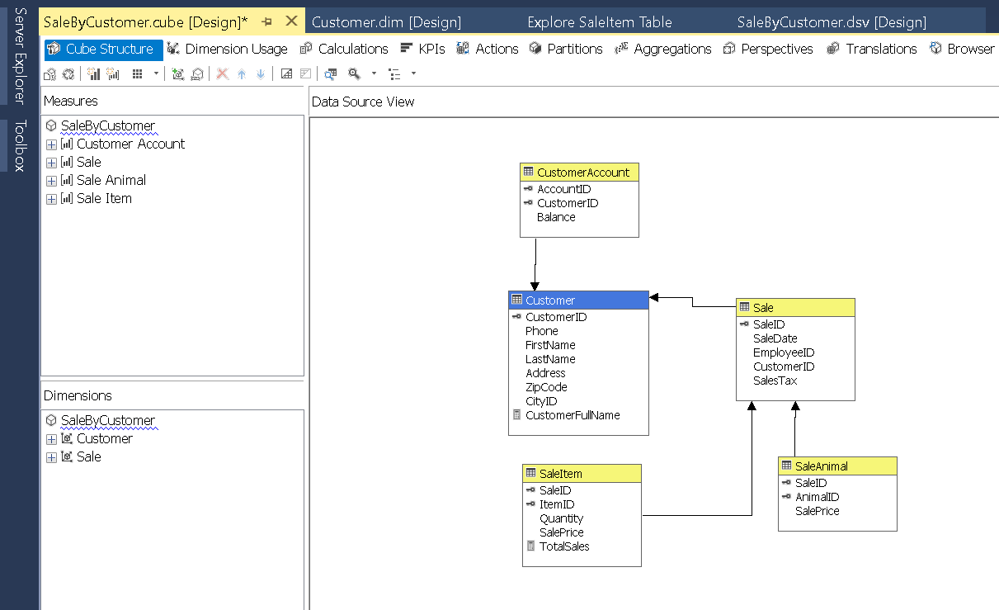 Server Explorer
Toolbox
SaleByCustomer.cube [Design]* Customer.dim [Design] Explore SaleItem Table SaleByCustomer.dsv [Design]
Cube Structure Dimension Usage Calculations KPIs Actions Partitions Aggregations Perspectives Translations Browser
Measures
SaleByCustomer
Customer Account
Sale
Sale Animal
Sale Item
Dimensions
SaleByCustomer
Customer
Sale
Data Source View
CustomerAccount
AccountID
CustomerID
Balance
Customer
CustomerID
Phone
FirstName
LastName
Address
ZipCode
CityID
CustomerFullName
Sale
SaleID
SaleDate
EmployeeID
CustomerID
SalesTax
SaleItem
SaleID
ItemID
Quantity
SalePrice
TotalSales
SaleAnimal
SaleID
AnimalID
SalePrice